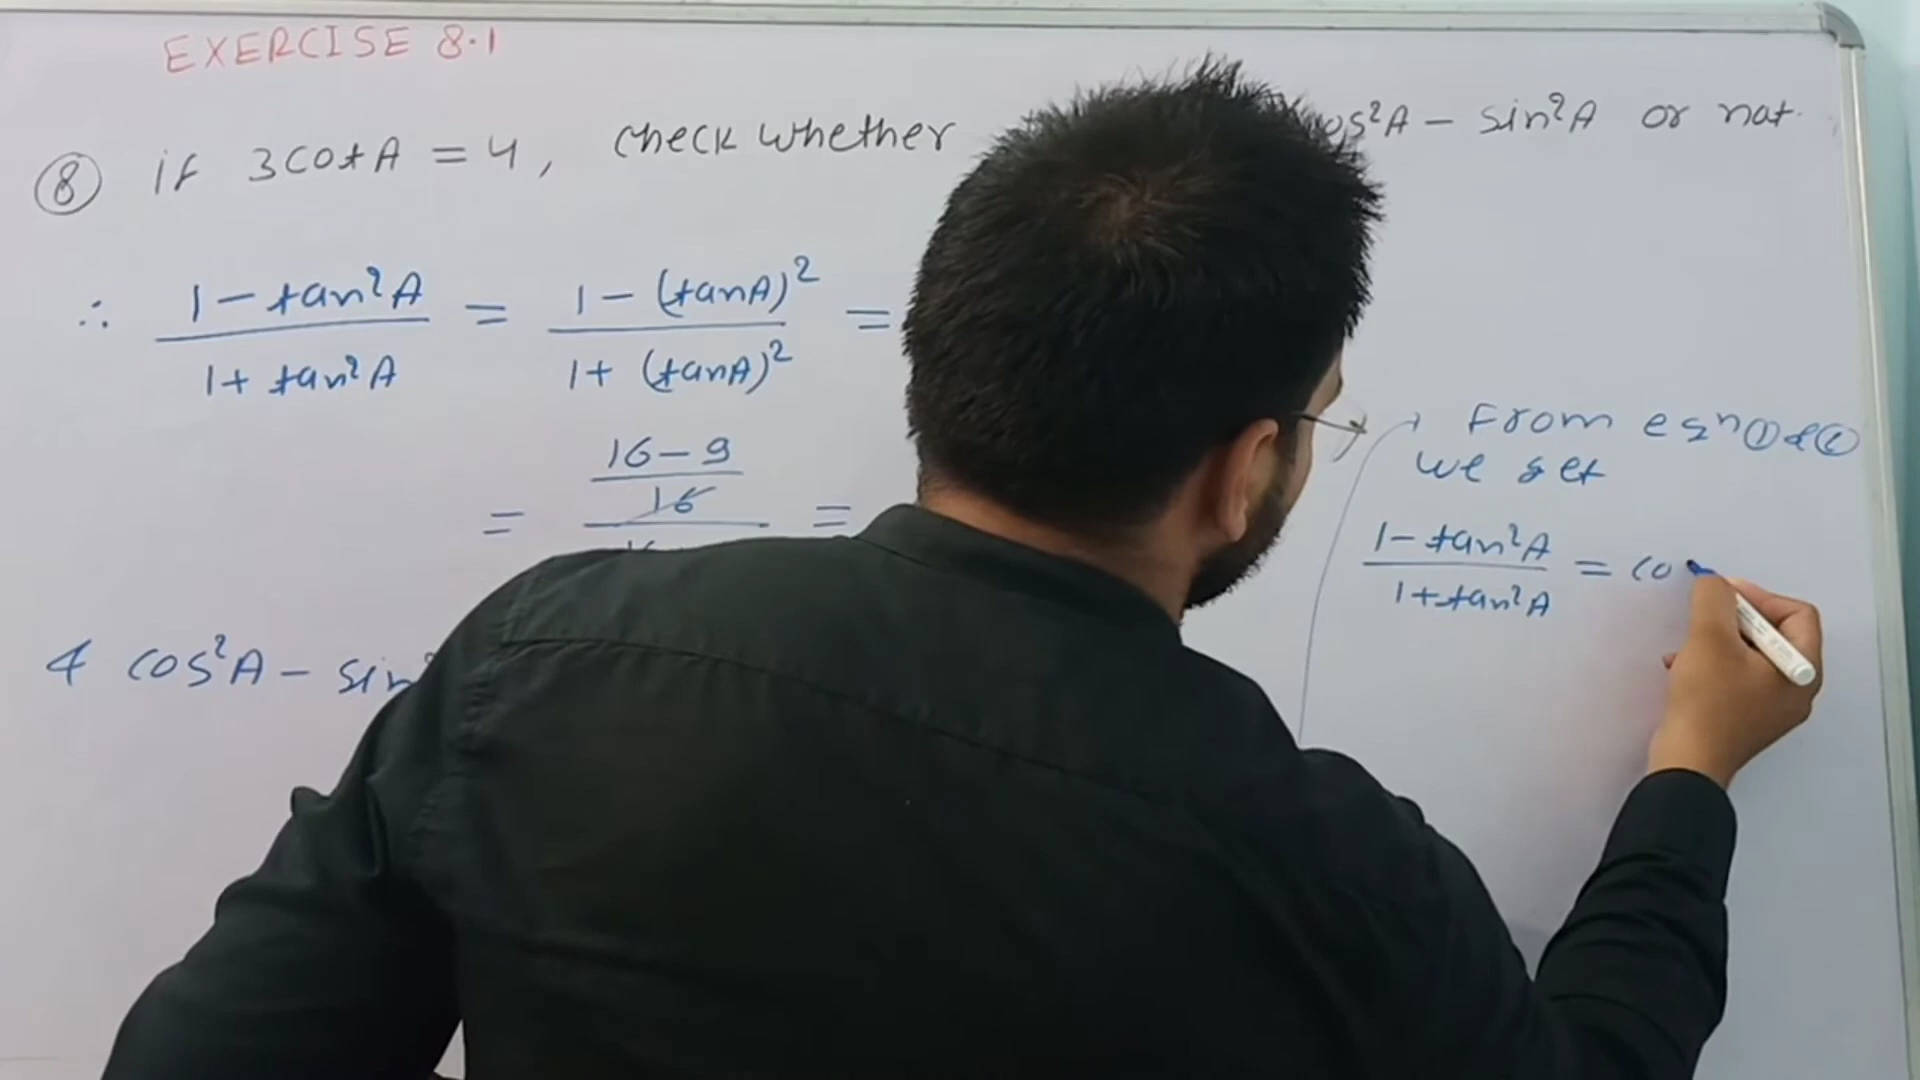 EXERCISE 8.1
⑧ if 3cotA = 4, check whether os²A - sin²A or not.
∴ 1 - tan²A / 1 + tan²A = 1 - (tanA)² / 1 + (tanA)² =
= 16 - 9 / 16 =
& cos²A - sin
From eqn ① & ②
we get
1 - tan²A / 1 + tan²A = co